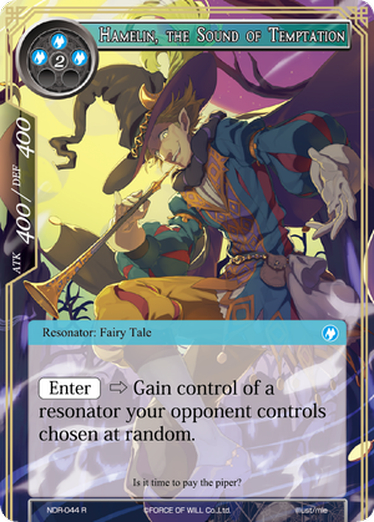 Hamelin, the Sound of Temptation
2
ATK 400 / DEF 400
Resonator: Fairy Tale
Enter ⇨ Gain control of a
resonator your opponent controls
chosen at random.
Is it time to pay the piper?
NDR-044 R
©FORCE OF WILL Co.,Ltd.
illust/mie